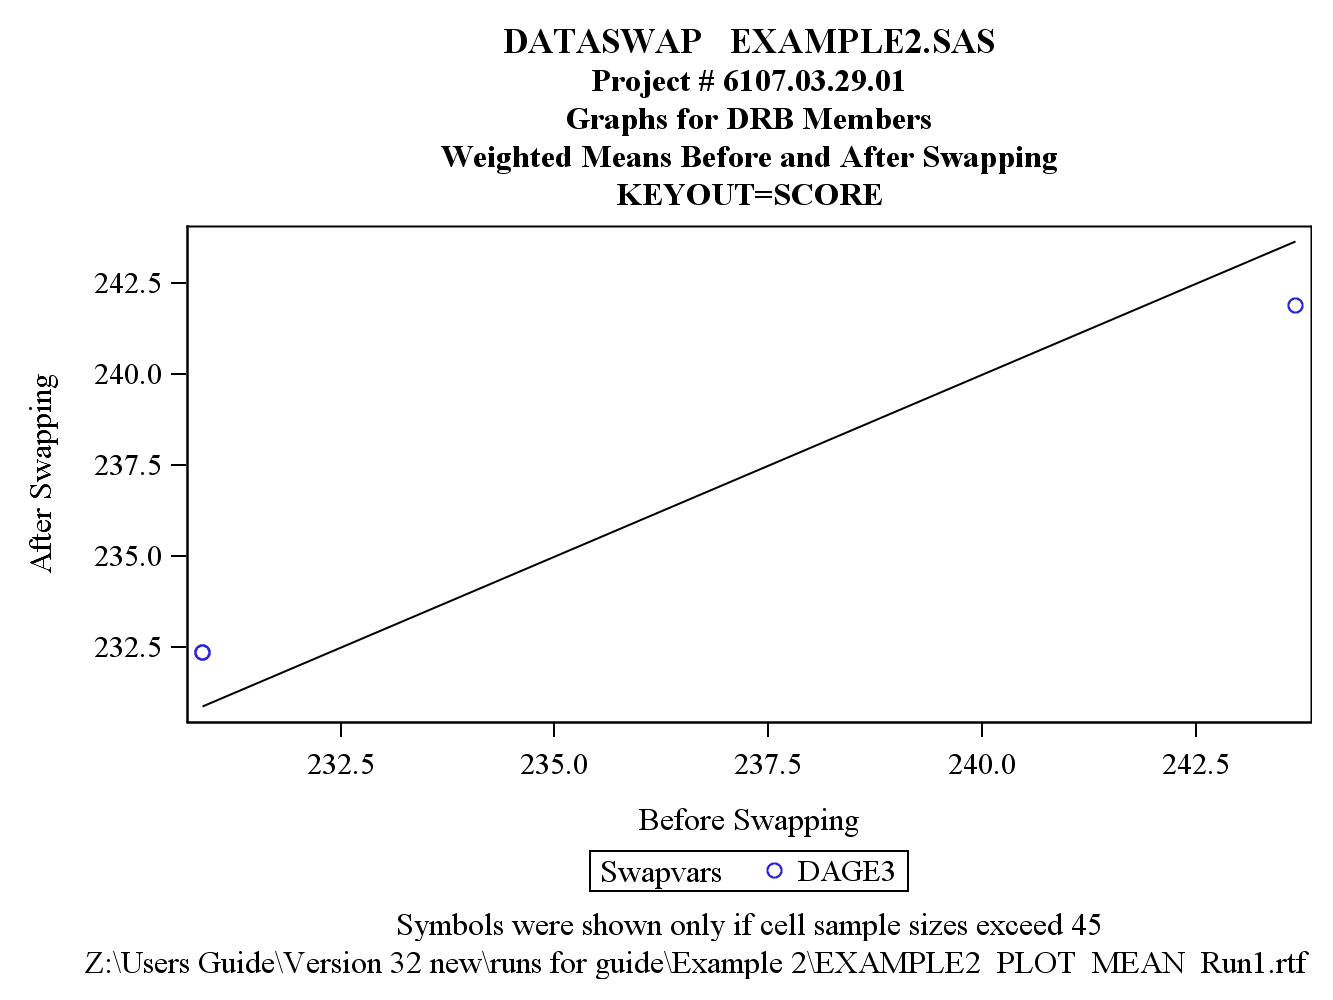 DATASWAP EXAMPLE2.SAS
Project # 6107.03.29.01
Graphs for DRB Members
Weighted Means Before and After Swapping
KEYOUT=SCORE
242.5
240.0
237.5
235.0
232.5
After Swapping
232.5 235.0 237.5 240.0 242.5
Before Swapping
Swapvars DAGE3
Symbols were shown only if cell sample sizes exceed 45
Z:\Users Guide\Version 32 new\runs for guide\Example 2\EXAMPLE2 PLOT MEAN Run1.rtf